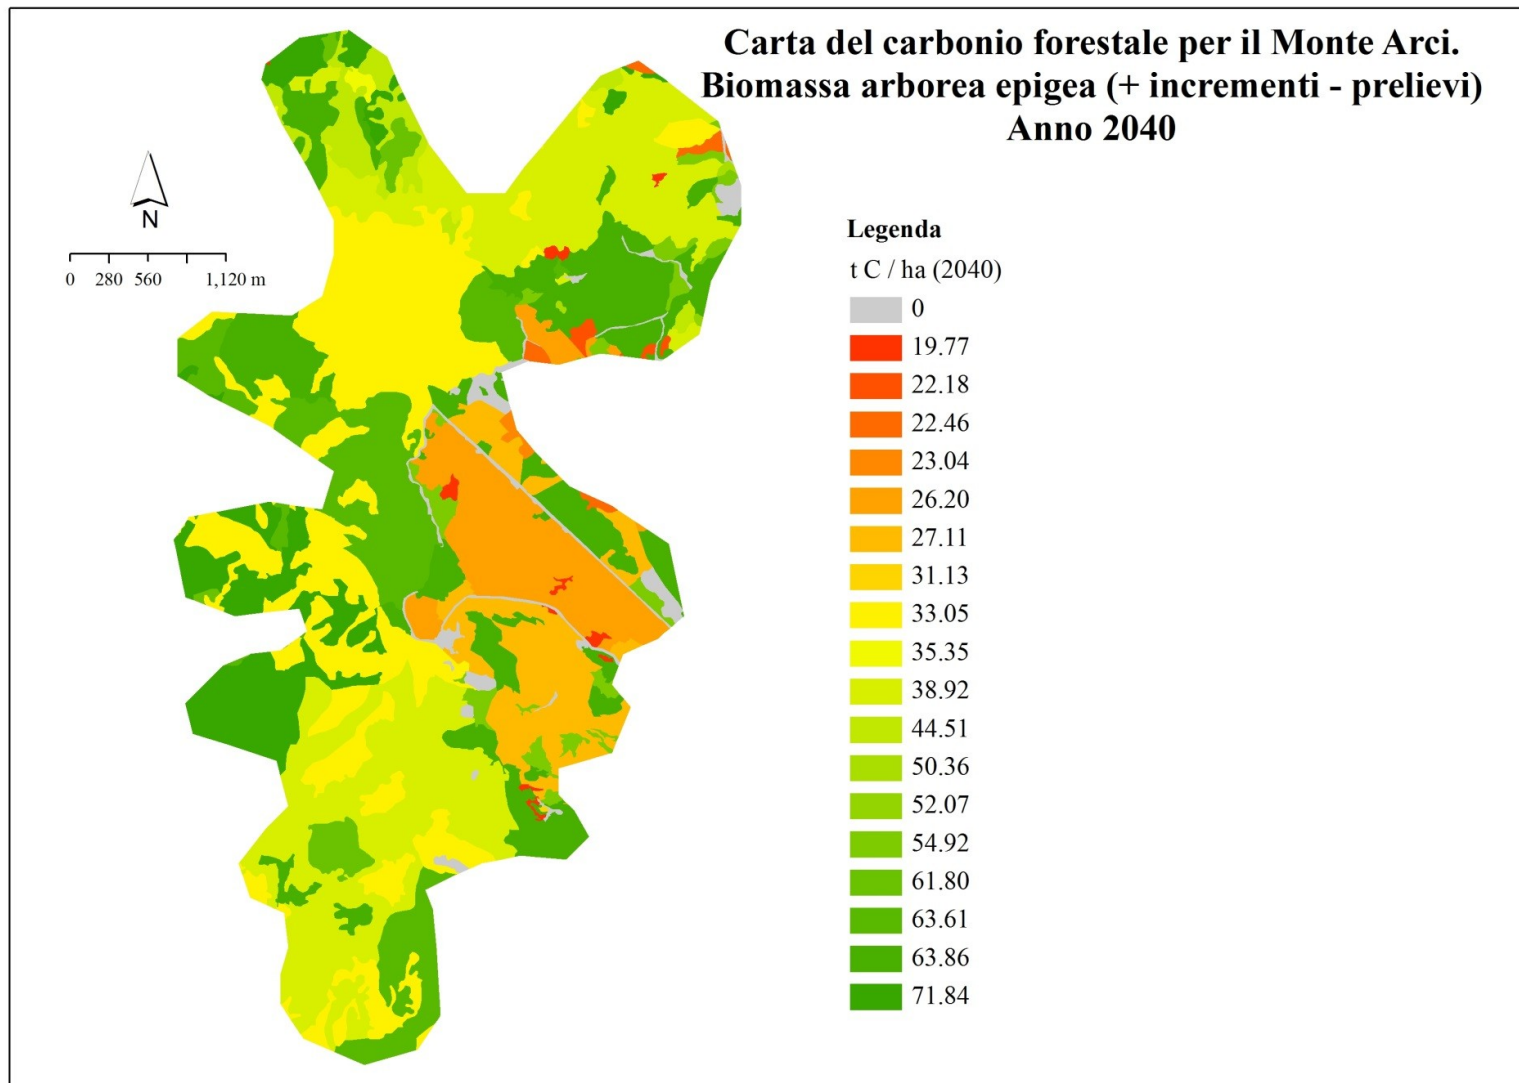 Carta del carbonio forestale per il Monte Arci.
Biomassa arborea epigea (+ incrementi - prelievi)
Anno 2040
N
0 280 560 1,120 m
Legenda
t C / ha (2040)
0
19.77
22.18
22.46
23.04
26.20
27.11
31.13
33.05
35.35
38.92
44.51
50.36
52.07
54.92
61.80
63.61
63.86
71.84